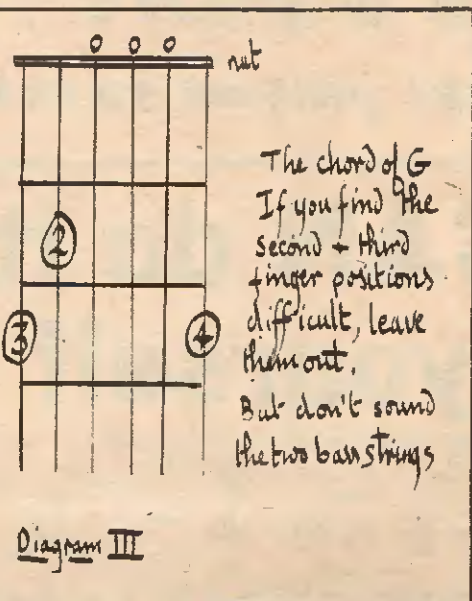 o o o
nut
The chord of G
If you find the
second + third
finger positions
difficult, leave
them out.
But don't sound
the two bass strings
2
3
4
Diagram III